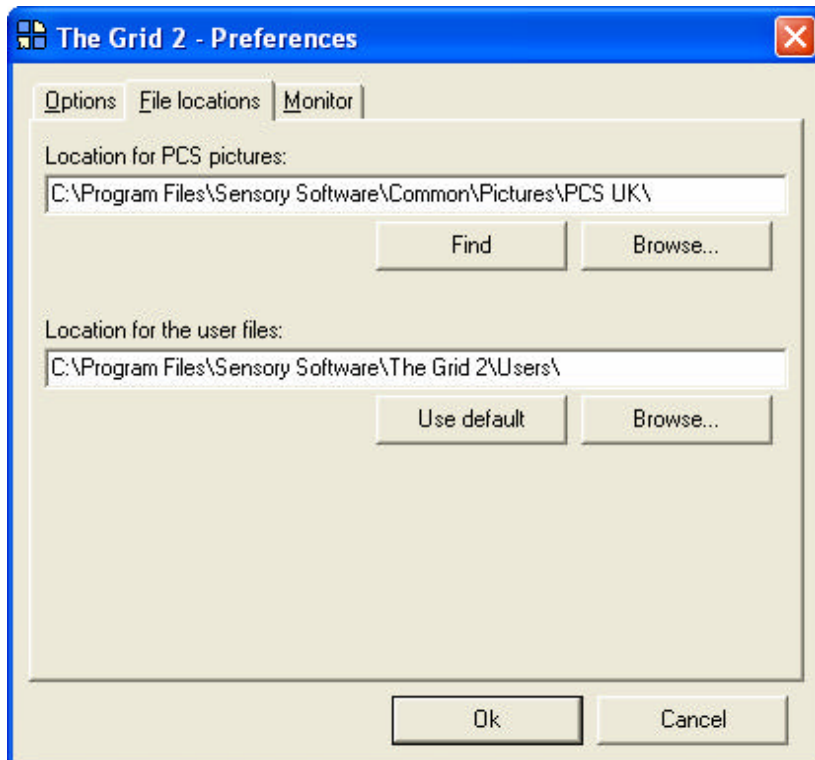 The Grid 2 - Preferences
Options File locations Monitor
Location for PCS pictures:
C:\Program Files\Sensory Software\Common\Pictures\PCS UK\
Find Browse...
Location for the user files:
C:\Program Files\Sensory Software\The Grid 2\Users\
Use default Browse...
Ok Cancel